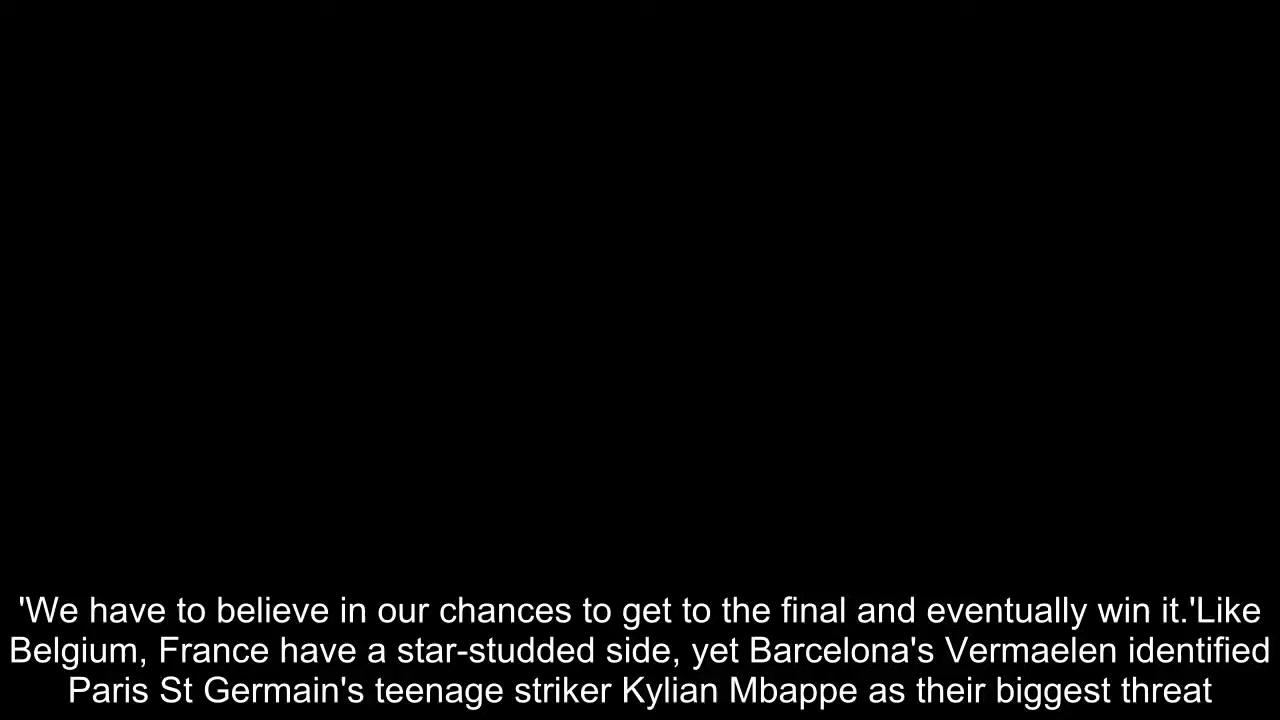 'We have to believe in our chances to get to the final and eventually win it.'Like
Belgium, France have a star-studded side, yet Barcelona's Vermaelen identified
Paris St Germain's teenage striker Kylian Mbappe as their biggest threat